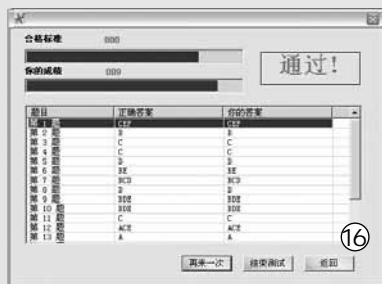 合格标准 800
你的成绩 889
通过!
题目 正确答案 你的答案
第 1 题 CEF CEF
第 2 题 D D
第 3 题 C C
第 4 题 C C
第 5 题 D D
第 6 题 BE BE
第 7 题 BCD BCD
第 8 题 D D
第 9 题 BDE BDE
第 10 题 BDE BDE
第 11 题 C C
第 12 题 ACE ACE
第 13 题 A A
再来一次 结束测试 返回
⑯